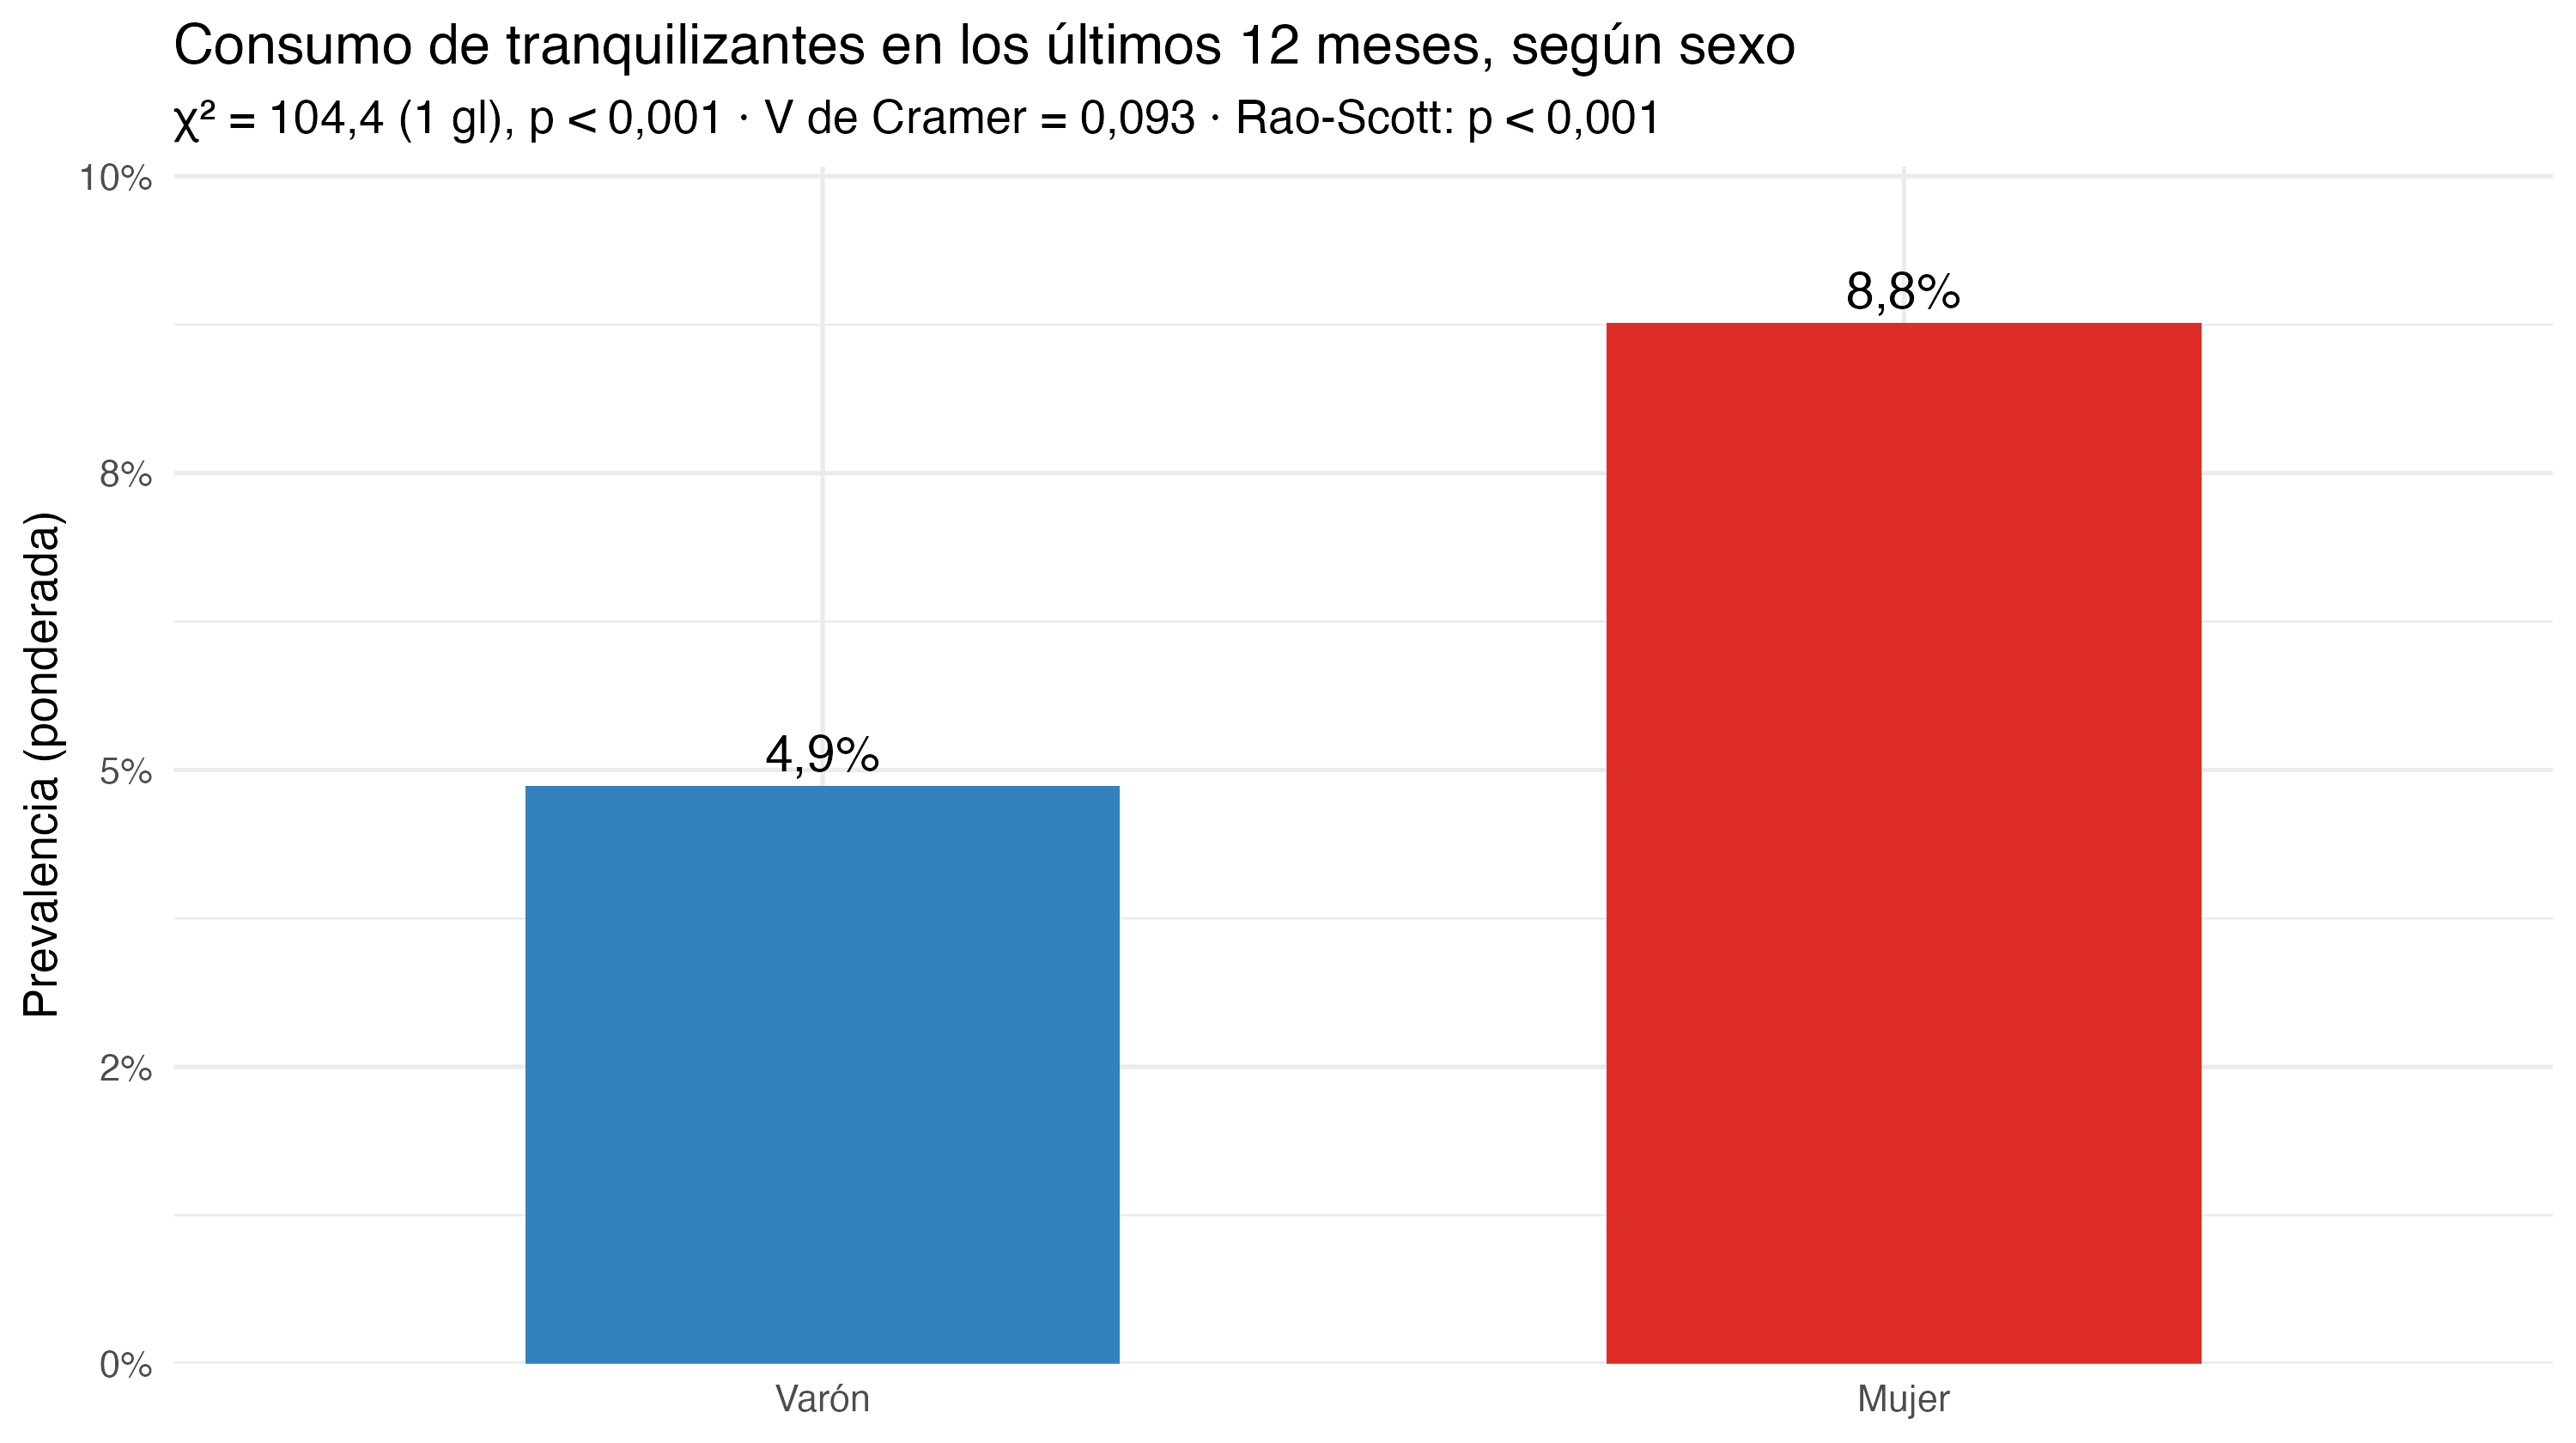 Consumo de tranquilizantes en los últimos 12 meses, según sexo
χ² = 104,4 (1 gl), p < 0,001 · V de Cramer = 0,093 · Rao-Scott: p < 0,001
Prevalencia (ponderada)
10%
8%
5%
2%
0%
4,9%
8,8%
Varón
Mujer